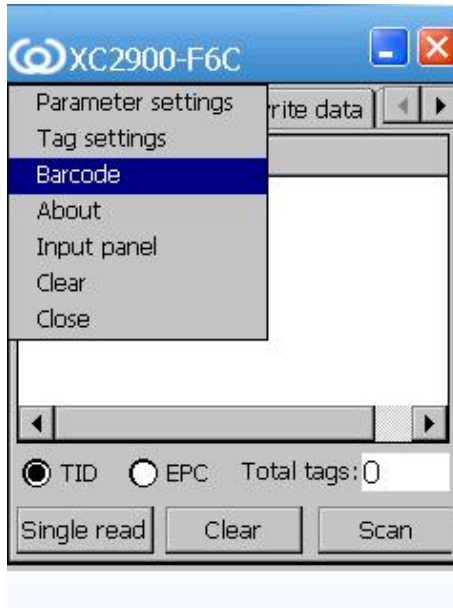 XC2900-F6C
Parameter settings
rite data
Tag settings
Barcode
About
Input panel
Clear
Close
TID EPC Total tags: 0
Single read Clear Scan